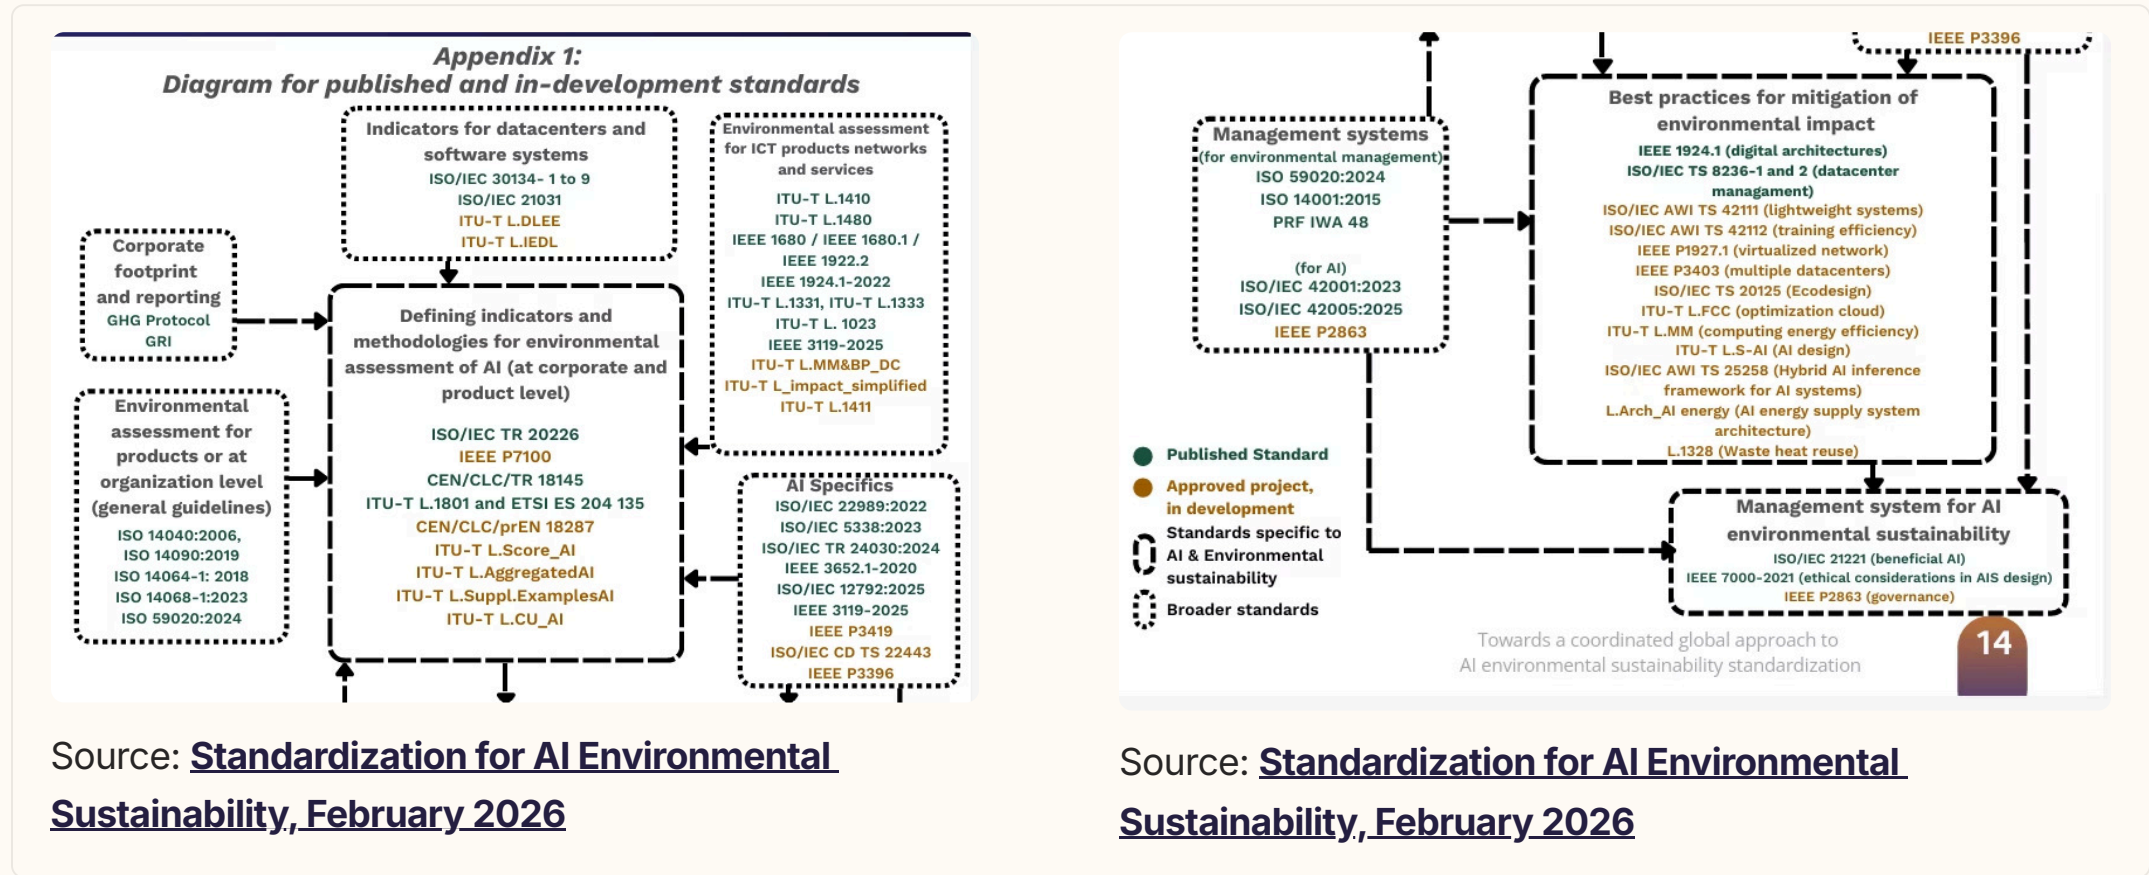 Appendix 1:
Diagram for published and in-development standards
Indicators for datacenters and
software systems
ISO/IEC 30134- 1 to 9
ISO/IEC 21031
ITU-T L.DLEE
ITU-T L.IEDL
Environmental assessment
for ICT products networks
and services
ITU-T L.1410
ITU-T L.1480
IEEE 1680 / IEEE 1680.1 /
IEEE 1922.2
IEEE 1924.1-2022
ITU-T L.1331, ITU-T L.1333
ITU-T L. 1023
IEEE 3119-2025
ITU-T L.MM&BP_DC
ITU-T L_impact_simplified
ITU-T L.1411
Corporate
footprint
and reporting
GHG Protocol
GRI
Defining indicators and
methodologies for environmental
assessment of AI (at corporate and
product level)
ISO/IEC TR 20226
IEEE P7100
CEN/CLC/TR 18145
ITU-T L.1801 and ETSI ES 204 135
CEN/CLC/prEN 18287
ITU-T L.Score_AI
ITU-T L.AggregatedAI
ITU-T L.Suppl.ExamplesAI
ITU-T L.CU_AI
Environmental
assessment for
products or at
organization level
(general guidelines)
ISO 14040:2006,
ISO 14090:2019
ISO 14064-1: 2018
ISO 14068-1:2023
ISO 59020:2024
AI Specifics
ISO/IEC 22989:2022
ISO/IEC 5338:2023
ISO/IEC TR 24030:2024
IEEE 3652.1-2020
ISO/IEC 12792:2025
IEEE 3119-2025
IEEE P3419
ISO/IEC CD TS 22443
IEEE P3396
Source: Standardization for AI Environmental
Sustainability, February 2026
IEEE P3396
Management systems
(for environmental management)
ISO 59020:2024
ISO 14001:2015
PRF IWA 48
(for AI)
ISO/IEC 42001:2023
ISO/IEC 42005:2025
IEEE P2863
Best practices for mitigation of
environmental impact
IEEE 1924.1 (digital architectures)
ISO/IEC TS 8236-1 and 2 (datacenter
managament)
ISO/IEC AWI TS 42111 (lightweight systems)
ISO/IEC AWI TS 42112 (training efficiency)
IEEE P1927.1 (virtualized network)
IEEE P3403 (multiple datacenters)
ISO/IEC TS 20125 (Ecodesign)
ITU-T L.FCC (optimization cloud)
ITU-T L.MM (computing energy efficiency)
ITU-T L.S-AI (AI design)
ISO/IEC AWI TS 25258 (Hybrid AI inference
framework for AI systems)
L.Arch_AI energy (AI energy supply system
architecture)
L.1328 (Waste heat reuse)
Published Standard
Approved project,
in development
Standards specific to
AI & Environmental
sustainability
Broader standards
Management system for AI
environmental sustainability
ISO/IEC 21221 (beneficial AI)
IEEE 7000-2021 (ethical considerations in AIS design)
IEEE P2863 (governance)
Towards a coordinated global approach to
AI environmental sustainability standardization
14
Source: Standardization for AI Environmental
Sustainability, February 2026